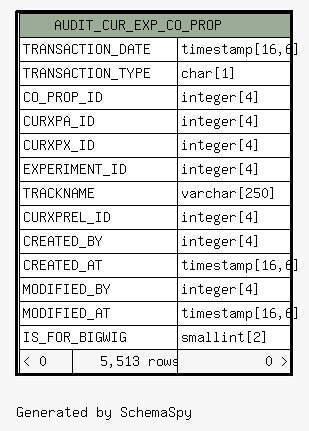 AUDIT_CUR_EXP_CO_PROP
TRANSACTION_DATE timestamp[16,6]
TRANSACTION_TYPE char[1]
CO_PROP_ID integer[4]
CURXPA_ID integer[4]
CURXPX_ID integer[4]
EXPERIMENT_ID integer[4]
TRACKNAME varchar[250]
CURXPREL_ID integer[4]
CREATED_BY integer[4]
CREATED_AT timestamp[16,6]
MODIFIED_BY integer[4]
MODIFIED_AT timestamp[16,6]
IS_FOR_BIGWIG smallint[2]
< 0 5,513 rows 0 >
Generated by SchemaSpy